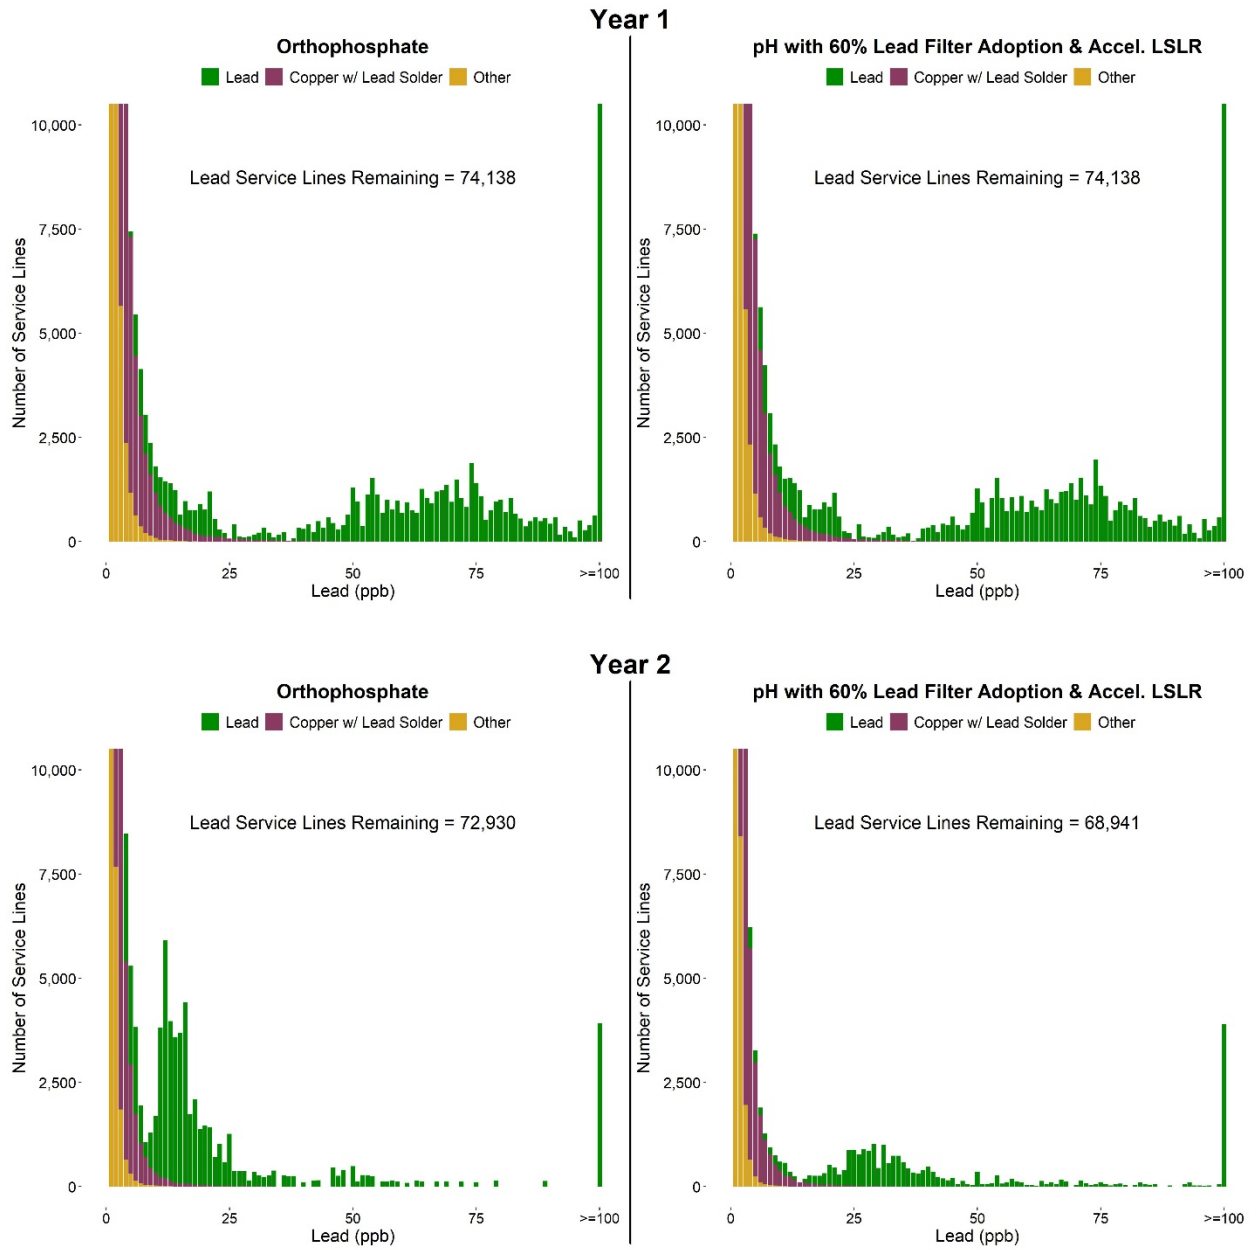 Year 1
Orthophosphate
Lead Copper w/ Lead Solder Other
10,000
7,500
5,000
2,500
0
Number of Service Lines
Lead Service Lines Remaining = 74,138
0 25 50 75 >=100
Lead (ppb)
pH with 60% Lead Filter Adoption & Accel. LSLR
Lead Copper w/ Lead Solder Other
10,000
7,500
5,000
2,500
0
Number of Service Lines
Lead Service Lines Remaining = 74,138
0 25 50 75 >=100
Lead (ppb)
Year 2
Orthophosphate
Lead Copper w/ Lead Solder Other
10,000
7,500
5,000
2,500
0
Number of Service Lines
Lead Service Lines Remaining = 72,930
0 25 50 75 >=100
Lead (ppb)
pH with 60% Lead Filter Adoption & Accel. LSLR
Lead Copper w/ Lead Solder Other
10,000
7,500
5,000
2,500
0
Number of Service Lines
Lead Service Lines Remaining = 68,941
0 25 50 75 >=100
Lead (ppb)